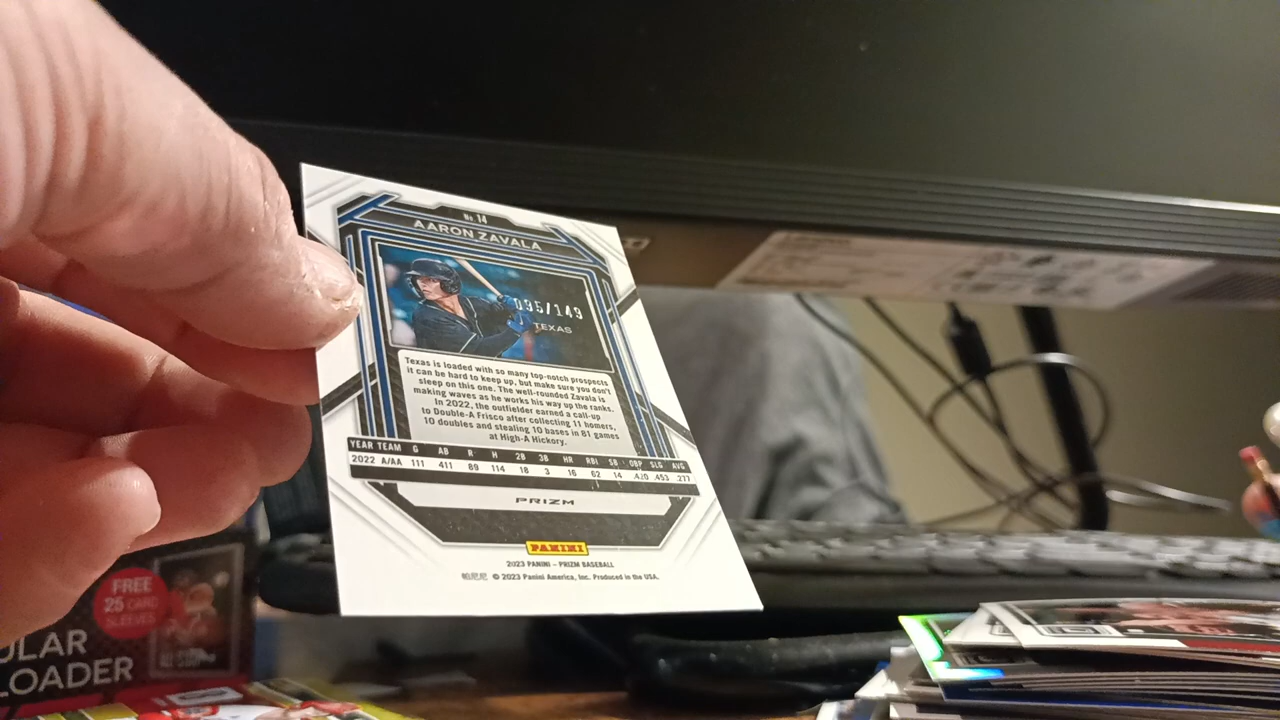 No. 14
AARON ZAVALA
095/149
TEXAS
Texas is loaded with so many top-notch prospects
it can be hard to keep up, but make sure you don't
sleep on this one. The well-rounded Zavala is
making waves as he works his way up the ranks.
In 2022, the outfielder earned a call-up
to Double-A Frisco after collecting 11 homers,
10 doubles and stealing 10 bases in 81 games
at High-A Hickory.
YEAR TEAM G AB R H 2B 3B HR RBI SB OBP SLG AVG
2022 A/AA 111 411 89 114 18 3 16 62 14 .420 .453 .277
PRIZM
PANINI
2023 PANINI – PRIZM BASEBALL
帕尼尼 © 2023 Panini America, Inc. Produced in the USA.
FREE
25 CARD
SLEEVES
ULAR
LOADER